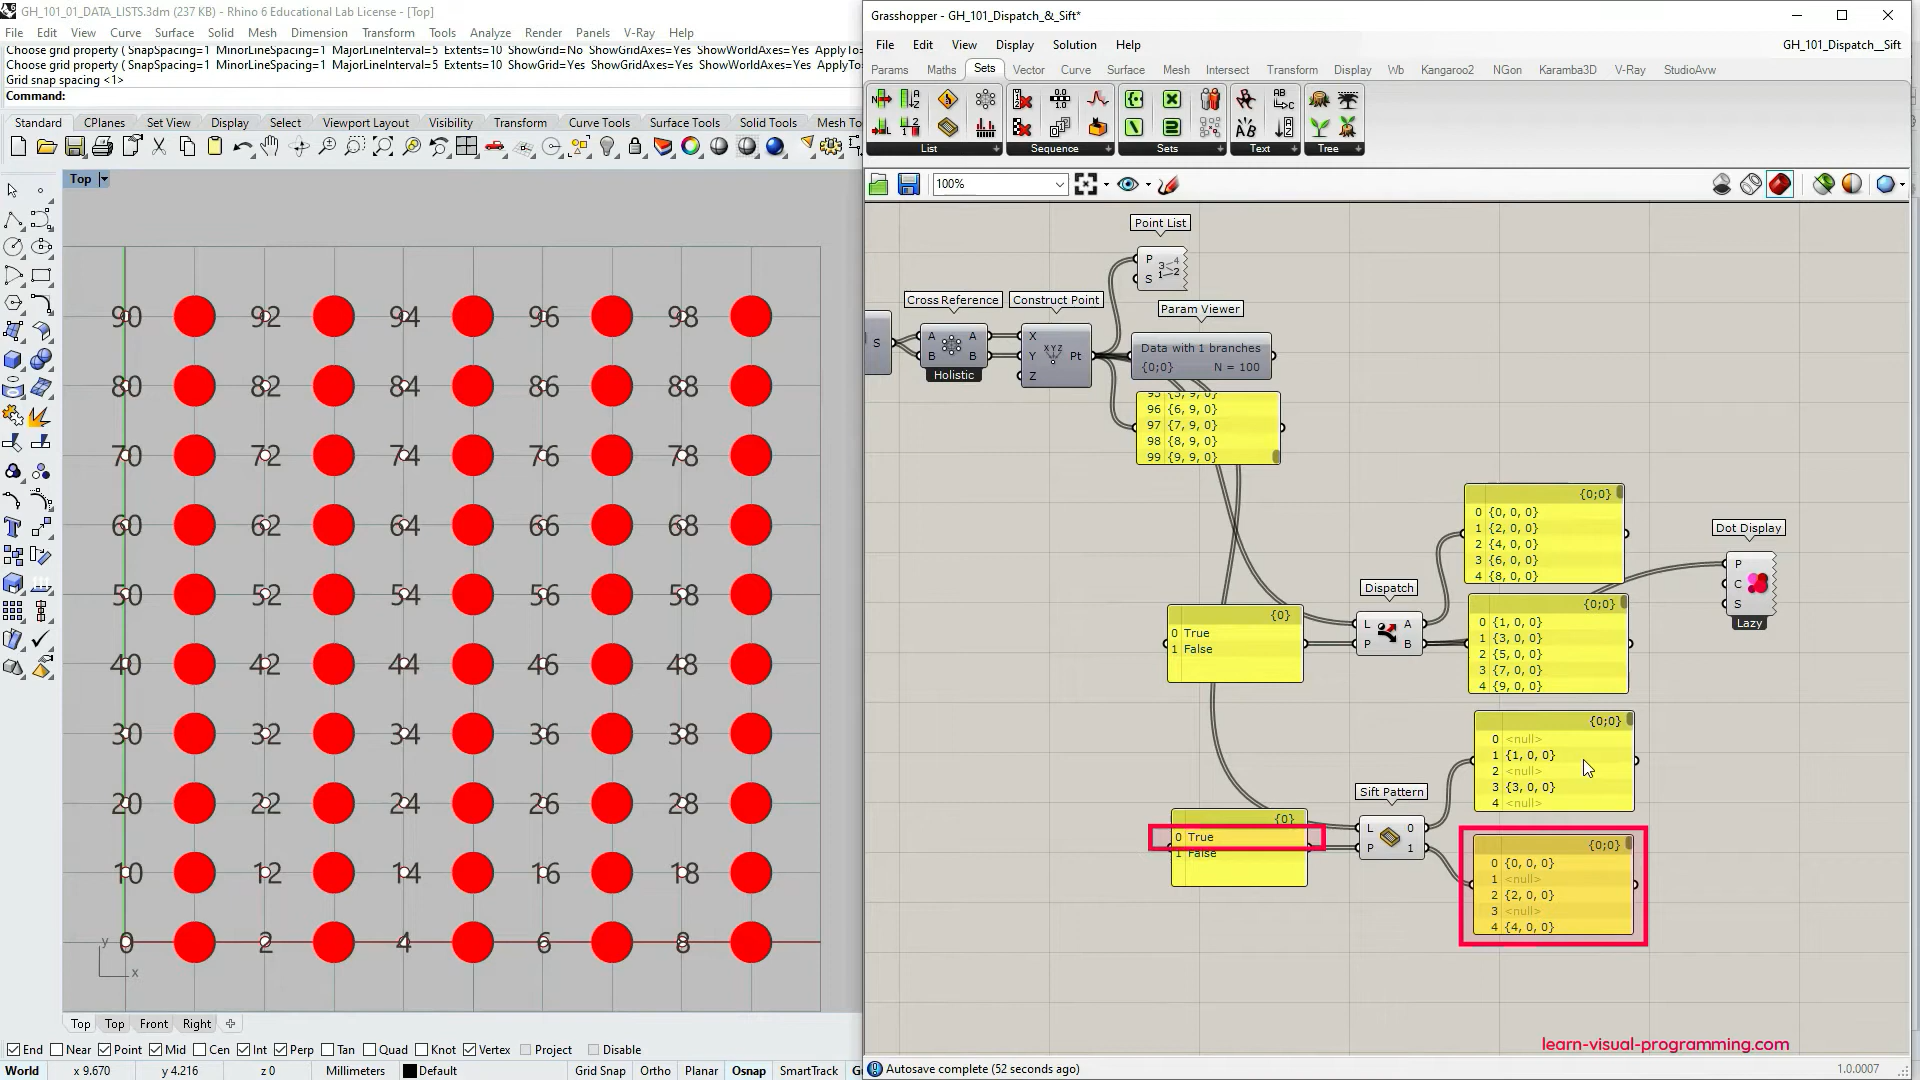 GH_101_01_DATA_LISTS.3dm (237 KB) - Rhino 6 Educational Lab License - [Top]
File Edit View Curve Surface Solid Mesh Dimension Transform Tools Analyze Render Panels V-Ray Help
Choose grid property ( SnapSpacing=1 MinorLineSpacing=1 MajorLineInterval=5 Extents=10 ShowGrid=No ShowGridAxes=Yes ShowWorldAxes=Yes ApplyTo=
Choose grid property ( SnapSpacing=1 MinorLineSpacing=1 MajorLineInterval=5 Extents=10 ShowGrid=Yes ShowGridAxes=Yes ShowWorldAxes=Yes ApplyTo=
Grid snap spacing <1>
Command:
Standard CPlanes Set View Display Select Viewport Layout Visibility Transform Curve Tools Surface Tools Solid Tools Mesh To
Top
90 92 94 96 98
80 82 84 86 88
70 72 74 76 78
60 62 64 66 68
50 52 54 56 58
40 42 44 46 48
30 32 34 36 38
20 22 24 26 28
10 12 14 16 18
y 0 2 4 6 8
x
Top Top Front Right
End Near Point Mid Cen Int Perp Tan Quad Knot Vertex Project Disable
World x 9.670 y 4.216 z 0 Millimeters Default Grid Snap Ortho Planar Osnap SmartTrack
Grasshopper - GH_101_Dispatch_&_Sift*
File Edit View Display Solution Help GH_101_Dispatch__Sift
Params Maths Sets Vector Curve Surface Mesh Intersect Transform Display Wb Kangaroo2 NGon Karamba3D V-Ray StudioAvw
List Sequence Sets Text Tree
100%
Point List
P
S
Cross Reference
S
A A
B B
Holistic
Construct Point
X
Y Pt
Z
Param Viewer
Data with 1 branches
{0;0} N = 100
95 {5, 9, 0}
96 {6, 9, 0}
97 {7, 9, 0}
98 {8, 9, 0}
99 {9, 9, 0}
{0;0}
0 {0, 0, 0}
1 {2, 0, 0}
2 {4, 0, 0}
3 {6, 0, 0}
4 {8, 0, 0}
Dot Display
P
C
S
Lazy
{0}
0 True
1 False
Dispatch
L A
P B
{0;0}
0 {1, 0, 0}
1 {3, 0, 0}
2 {5, 0, 0}
3 {7, 0, 0}
4 {9, 0, 0}
{0;0}
0 <null>
1 {1, 0, 0}
2 <null>
3 {3, 0, 0}
4 <null>
{0}
0 True
1 False
Sift Pattern
L 0
P 1
{0;0}
0 {0, 0, 0}
1 <null>
2 {2, 0, 0}
3 <null>
4 {4, 0, 0}
learn-visual-programming.com
Autosave complete (52 seconds ago) 1.0.0007